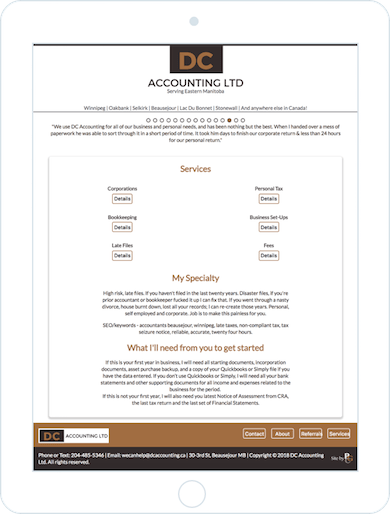 DC
ACCOUNTING LTD
Serving Eastern Manitoba
Winnipeg | Oakbank | Selkirk | Beausejour | Lac Du Bonnet | Stonewall | And anywhere else in Canada!
"We use DC Accounting for all of our business and personal needs, and has been nothing but the best. When I handed over a mess of
paperwork he was able to sort through it in a short period of time. It took him days to finish our corporate return & less than 24 hours
for our personal return."
Services
Corporations
Details
Personal Tax
Details
Bookkeeping
Details
Business Set-Ups
Details
Late Files
Details
Fees
Details
My Specialty
High risk, late files. If you haven't filed in the last twenty years. Disaster files, if you're
prior accountant or bookkeeper fucked it up I can fix that. If you went through a nasty
divorce, house burnt down, lost all your records; I can re-create those years. Personal,
self employed and corporate. Job is to make this painless for you.
SEO/keywords - accountants beausejour, winnipeg, late taxes, non-compliant tax, tax
seizure notice, reliable, accurate, twenty four hours.
What I'll need from you to get started
If this is your first year in business, I will need all starting documents, incorporation
documents, asset purchase backup, and a copy of your Quickbooks or Simply file if you
have the data entered. If you don't use Quickbooks or Simply, I will need all your bank
statements and other supporting documents for all income and expenses related to the
business for the period.
If this is not your first year, I will also need you latest Notice of Assessment from CRA,
the last tax return and the last set of Financial Statements.
DC ACCOUNTING LTD
Contact
About
Referrals
Services
Phone or Text: 204-485-5346 | Email: wecanhelp@dcaccounting.ca | 30-3rd St, Beausejour MB | Copyright © 2018 DC Accounting
Ltd. All rights reserved.
Site by